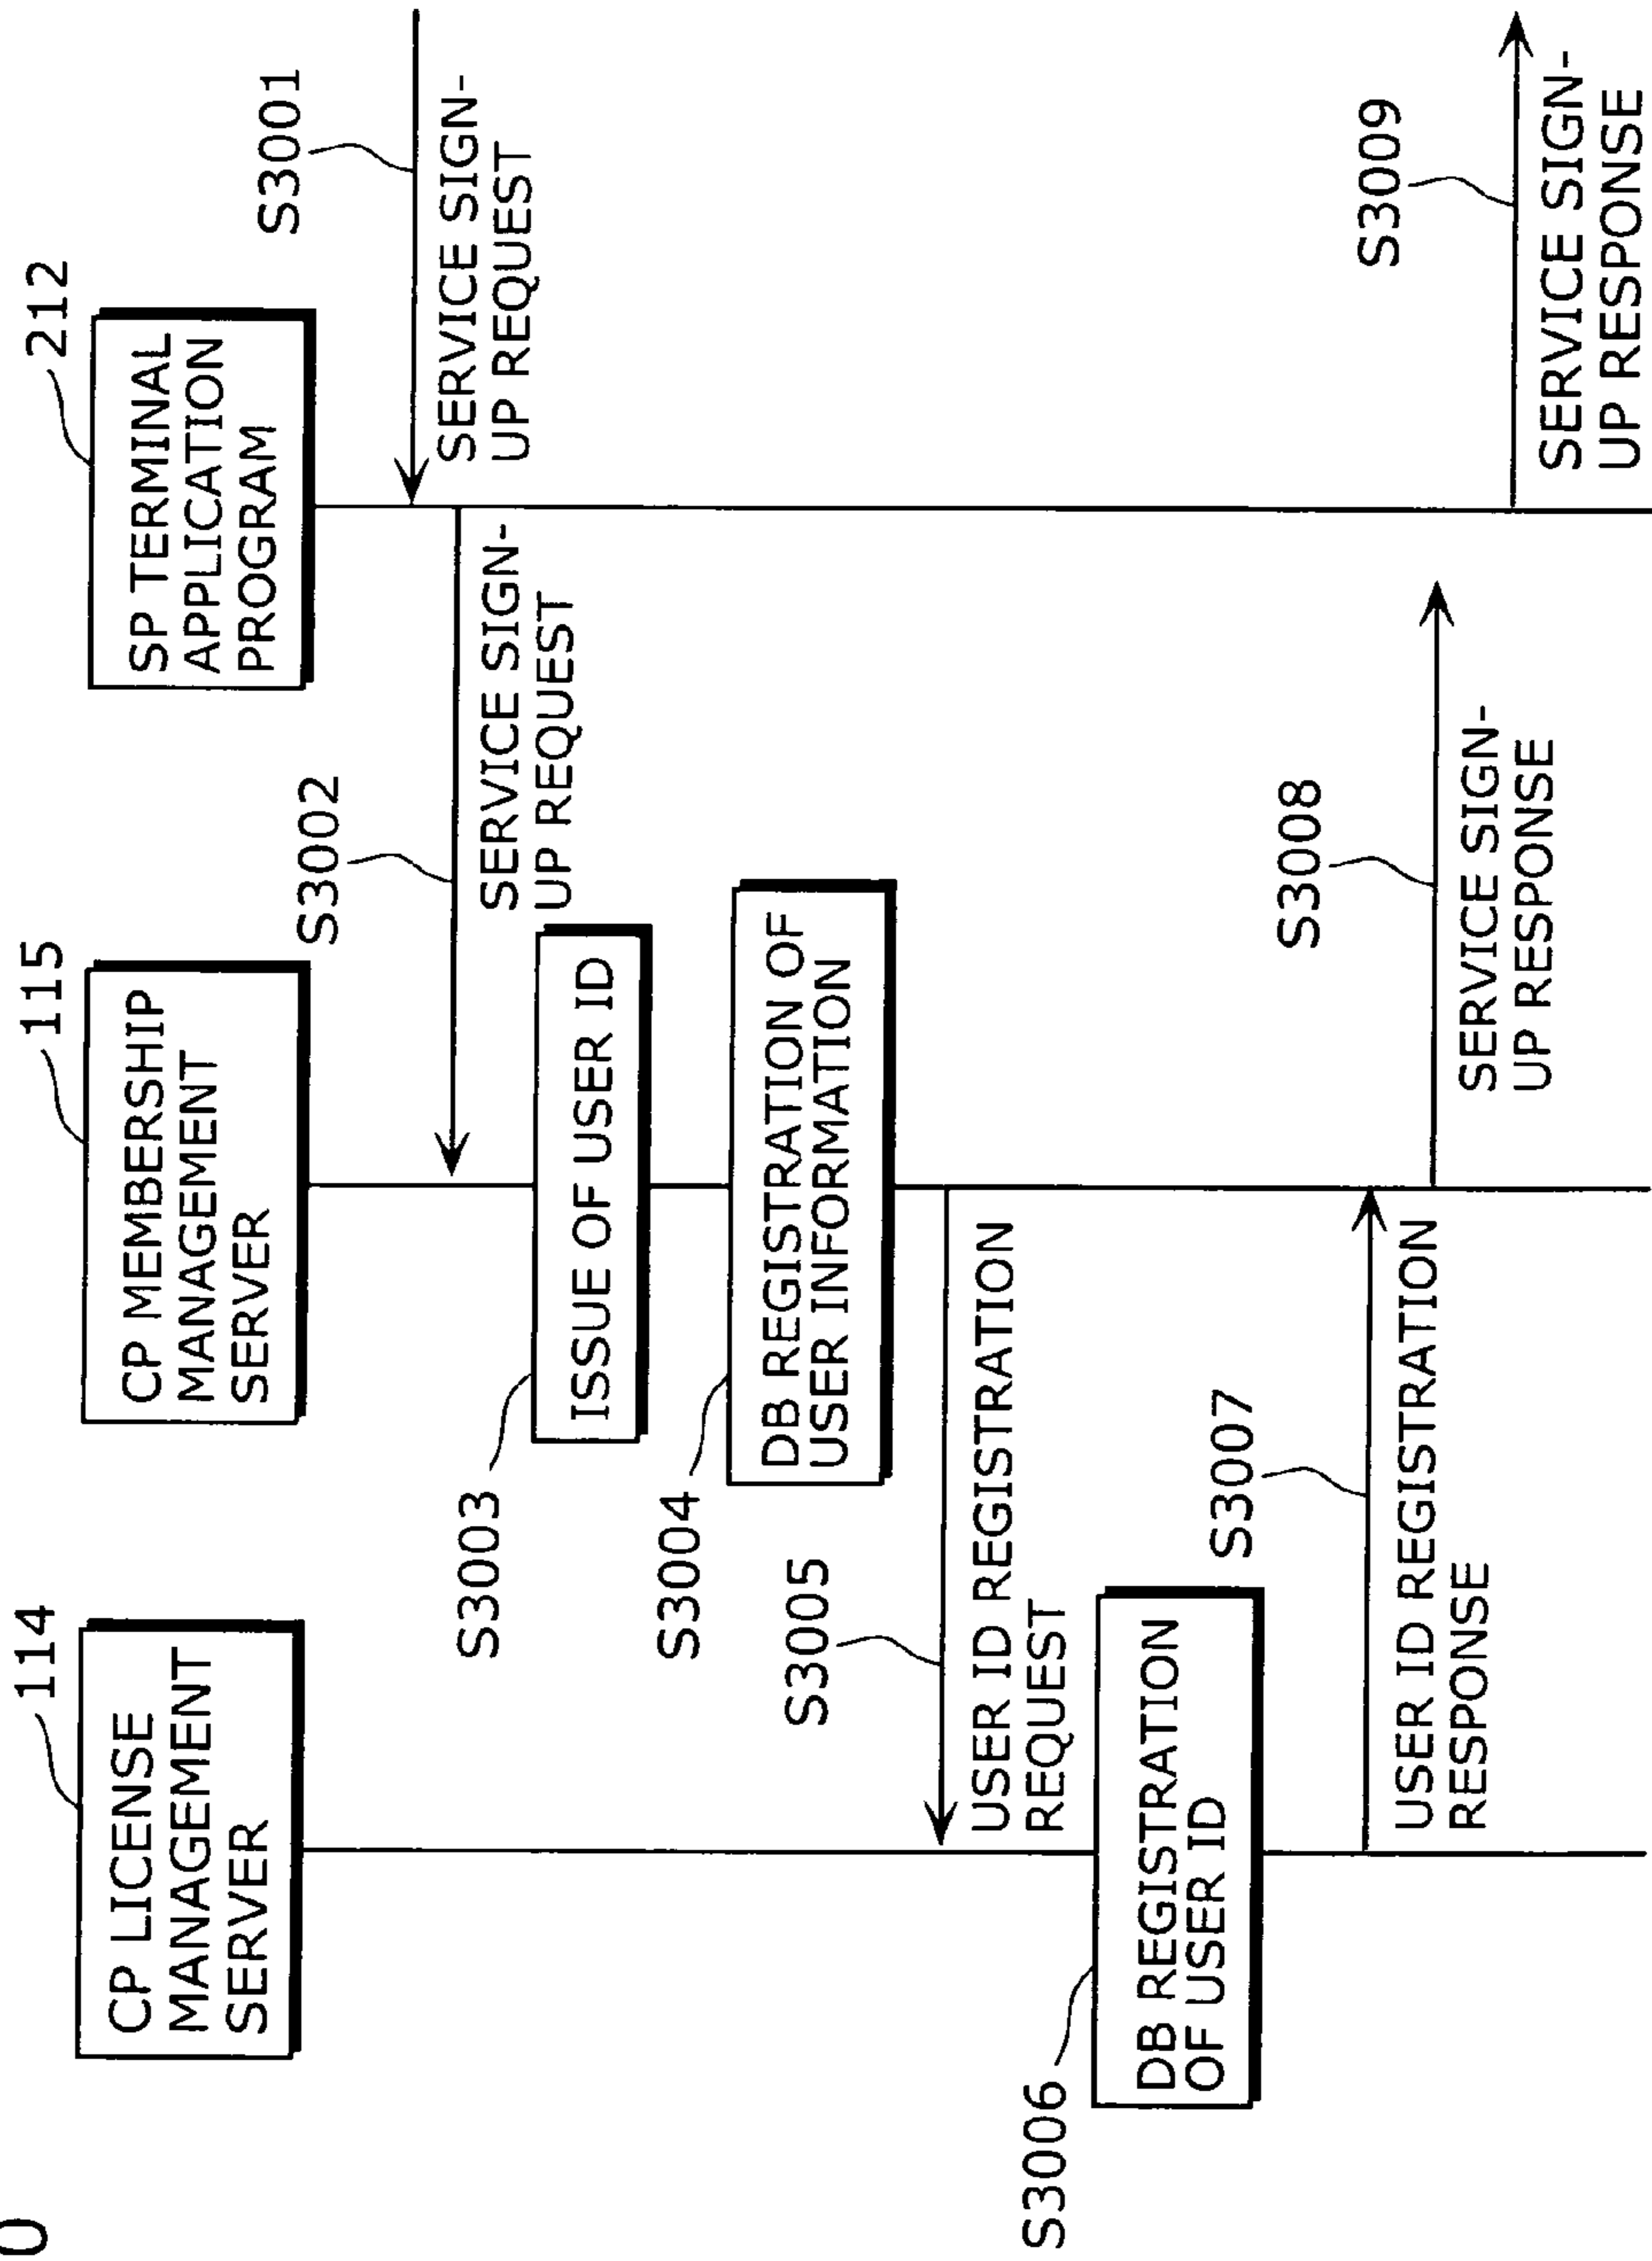 0
114
CP LICENSE
MANAGEMENT
SERVER
115
CP MEMBERSHIP
MANAGEMENT
SERVER
212
SP TERMINAL
APPLICATION
PROGRAM
S3001
SERVICE SIGN-
UP REQUEST
S3002
SERVICE SIGN-
UP REQUEST
S3003
ISSUE OF USER ID
S3004
DB REGISTRATION OF
USER INFORMATION
S3005
USER ID REGISTRATION
REQUEST
S3006
DB REGISTRATION
OF USER ID
S3007
USER ID REGISTRATION
RESPONSE
S3008
SERVICE SIGN-
UP RESPONSE
S3009
SERVICE SIGN-
UP RESPONSE